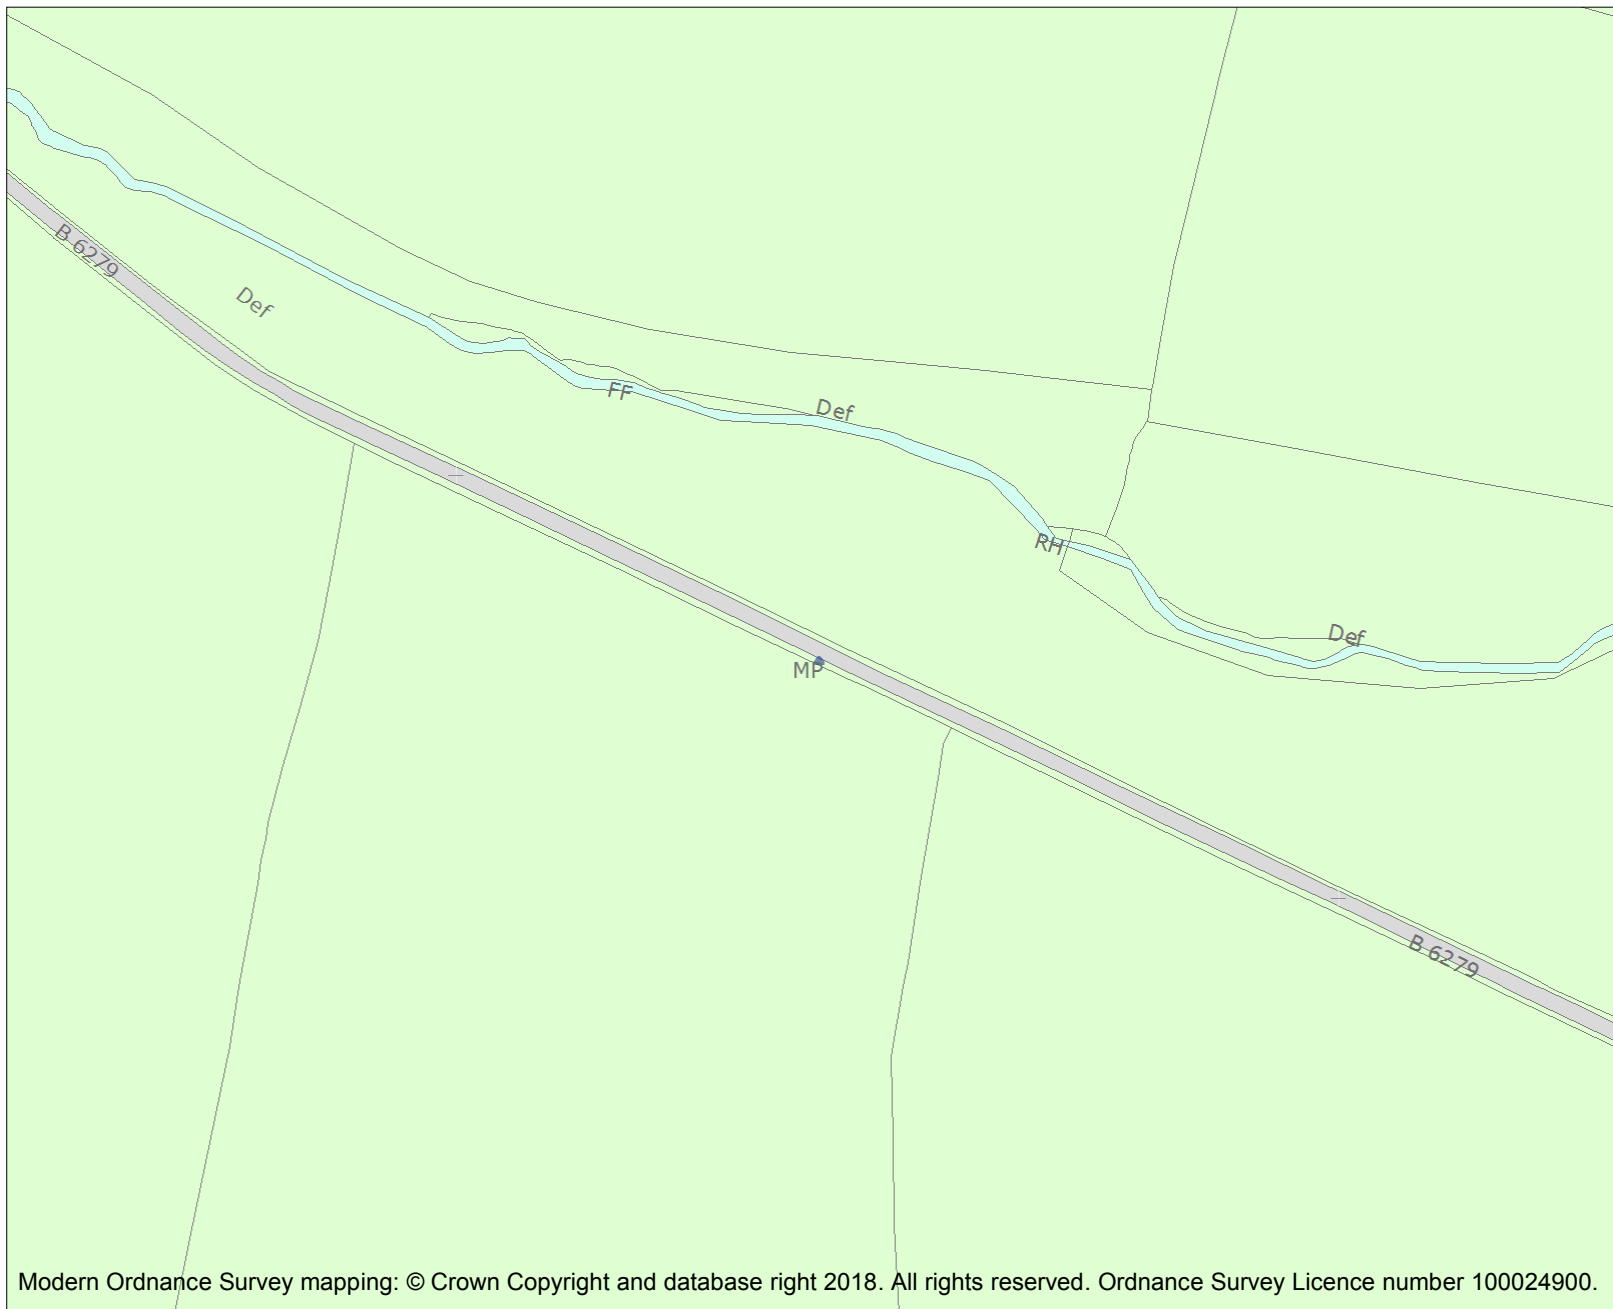 B 6279
Def
FF
Def
RH
Def
MP
B 6279
Modern Ordnance Survey mapping: © Crown Copyright and database right 2018. All rights reserved. Ordnance Survey Licence number 100024900.